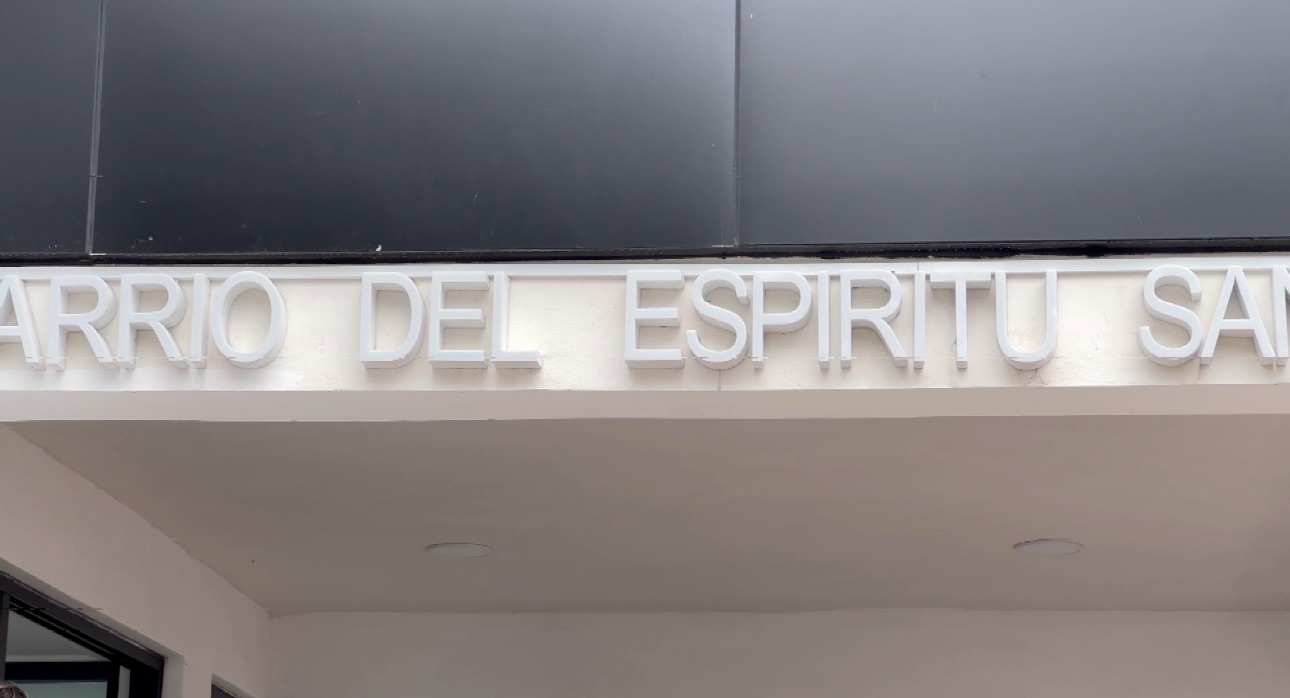 ARRIO DEL ESPIRITU SAN